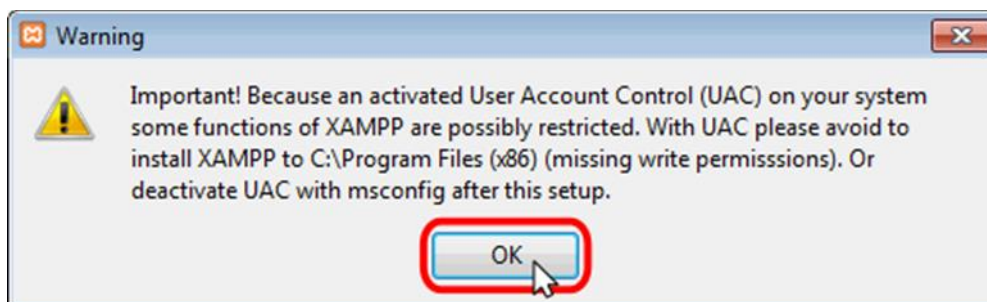 Warning
Important! Because an activated User Account Control (UAC) on your system
some functions of XAMPP are possibly restricted. With UAC please avoid to
install XAMPP to C:\Program Files (x86) (missing write permisssions). Or
deactivate UAC with msconfig after this setup.
OK